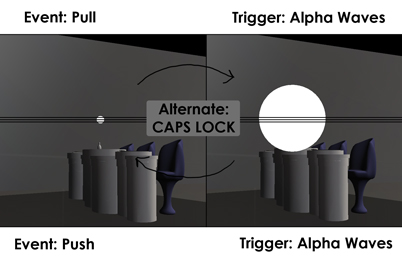 Event: Pull
Trigger: Alpha Waves
Alternate:
CAPS LOCK
Event: Push
Trigger: Alpha Waves